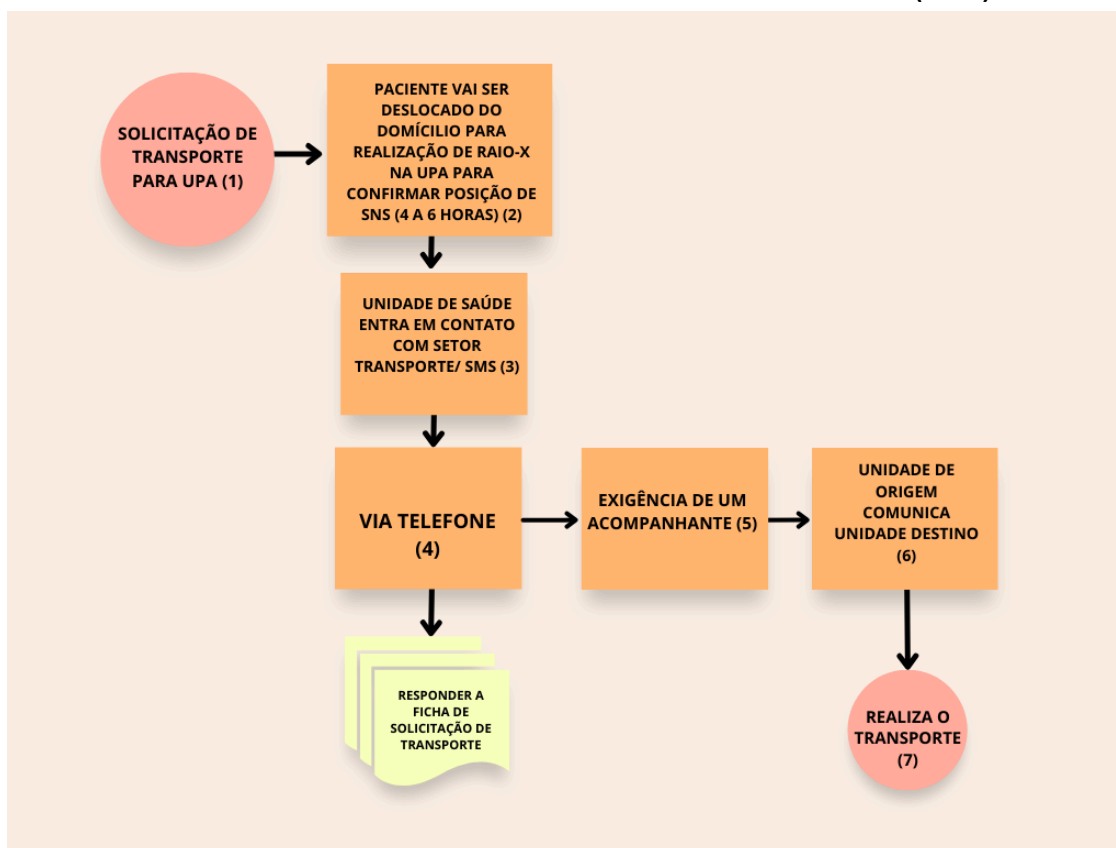 SOLICITAÇÃO DE
TRANSPORTE
PARA UPA (1)
PACIENTE VAI SER
DESLOCADO DO
DOMÍCILIO PARA
REALIZAÇÃO DE RAIO-X
NA UPA PARA
CONFIRMAR POSIÇÃO DE
SNS (4 A 6 HORAS) (2)
UNIDADE DE SAÚDE
ENTRA EM CONTATO
COM SETOR
TRANSPORTE/ SMS (3)
VIA TELEFONE
(4)
EXIGÊNCIA DE UM
ACOMPANHANTE (5)
UNIDADE DE
ORIGEM
COMUNICA
UNIDADE DESTINO
(6)
RESPONDER A
FICHA DE
SOLICITAÇÃO DE
TRANSPORTE
REALIZA O
TRANSPORTE
(7)